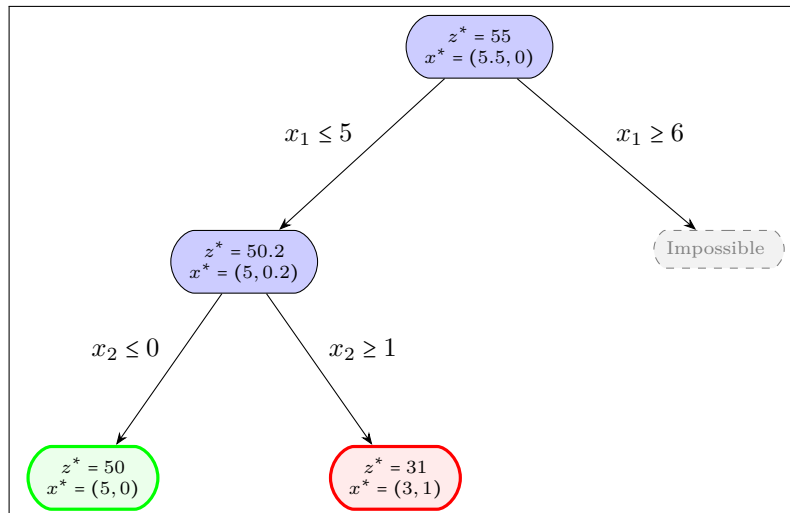 z* = 55
x* = (5.5, 0)
x₁ ≤ 5
x₁ ≥ 6
z* = 50.2
x* = (5, 0.2)
Impossible
x₂ ≤ 0
x₂ ≥ 1
z* = 50
x* = (5, 0)
z* = 31
x* = (3, 1)